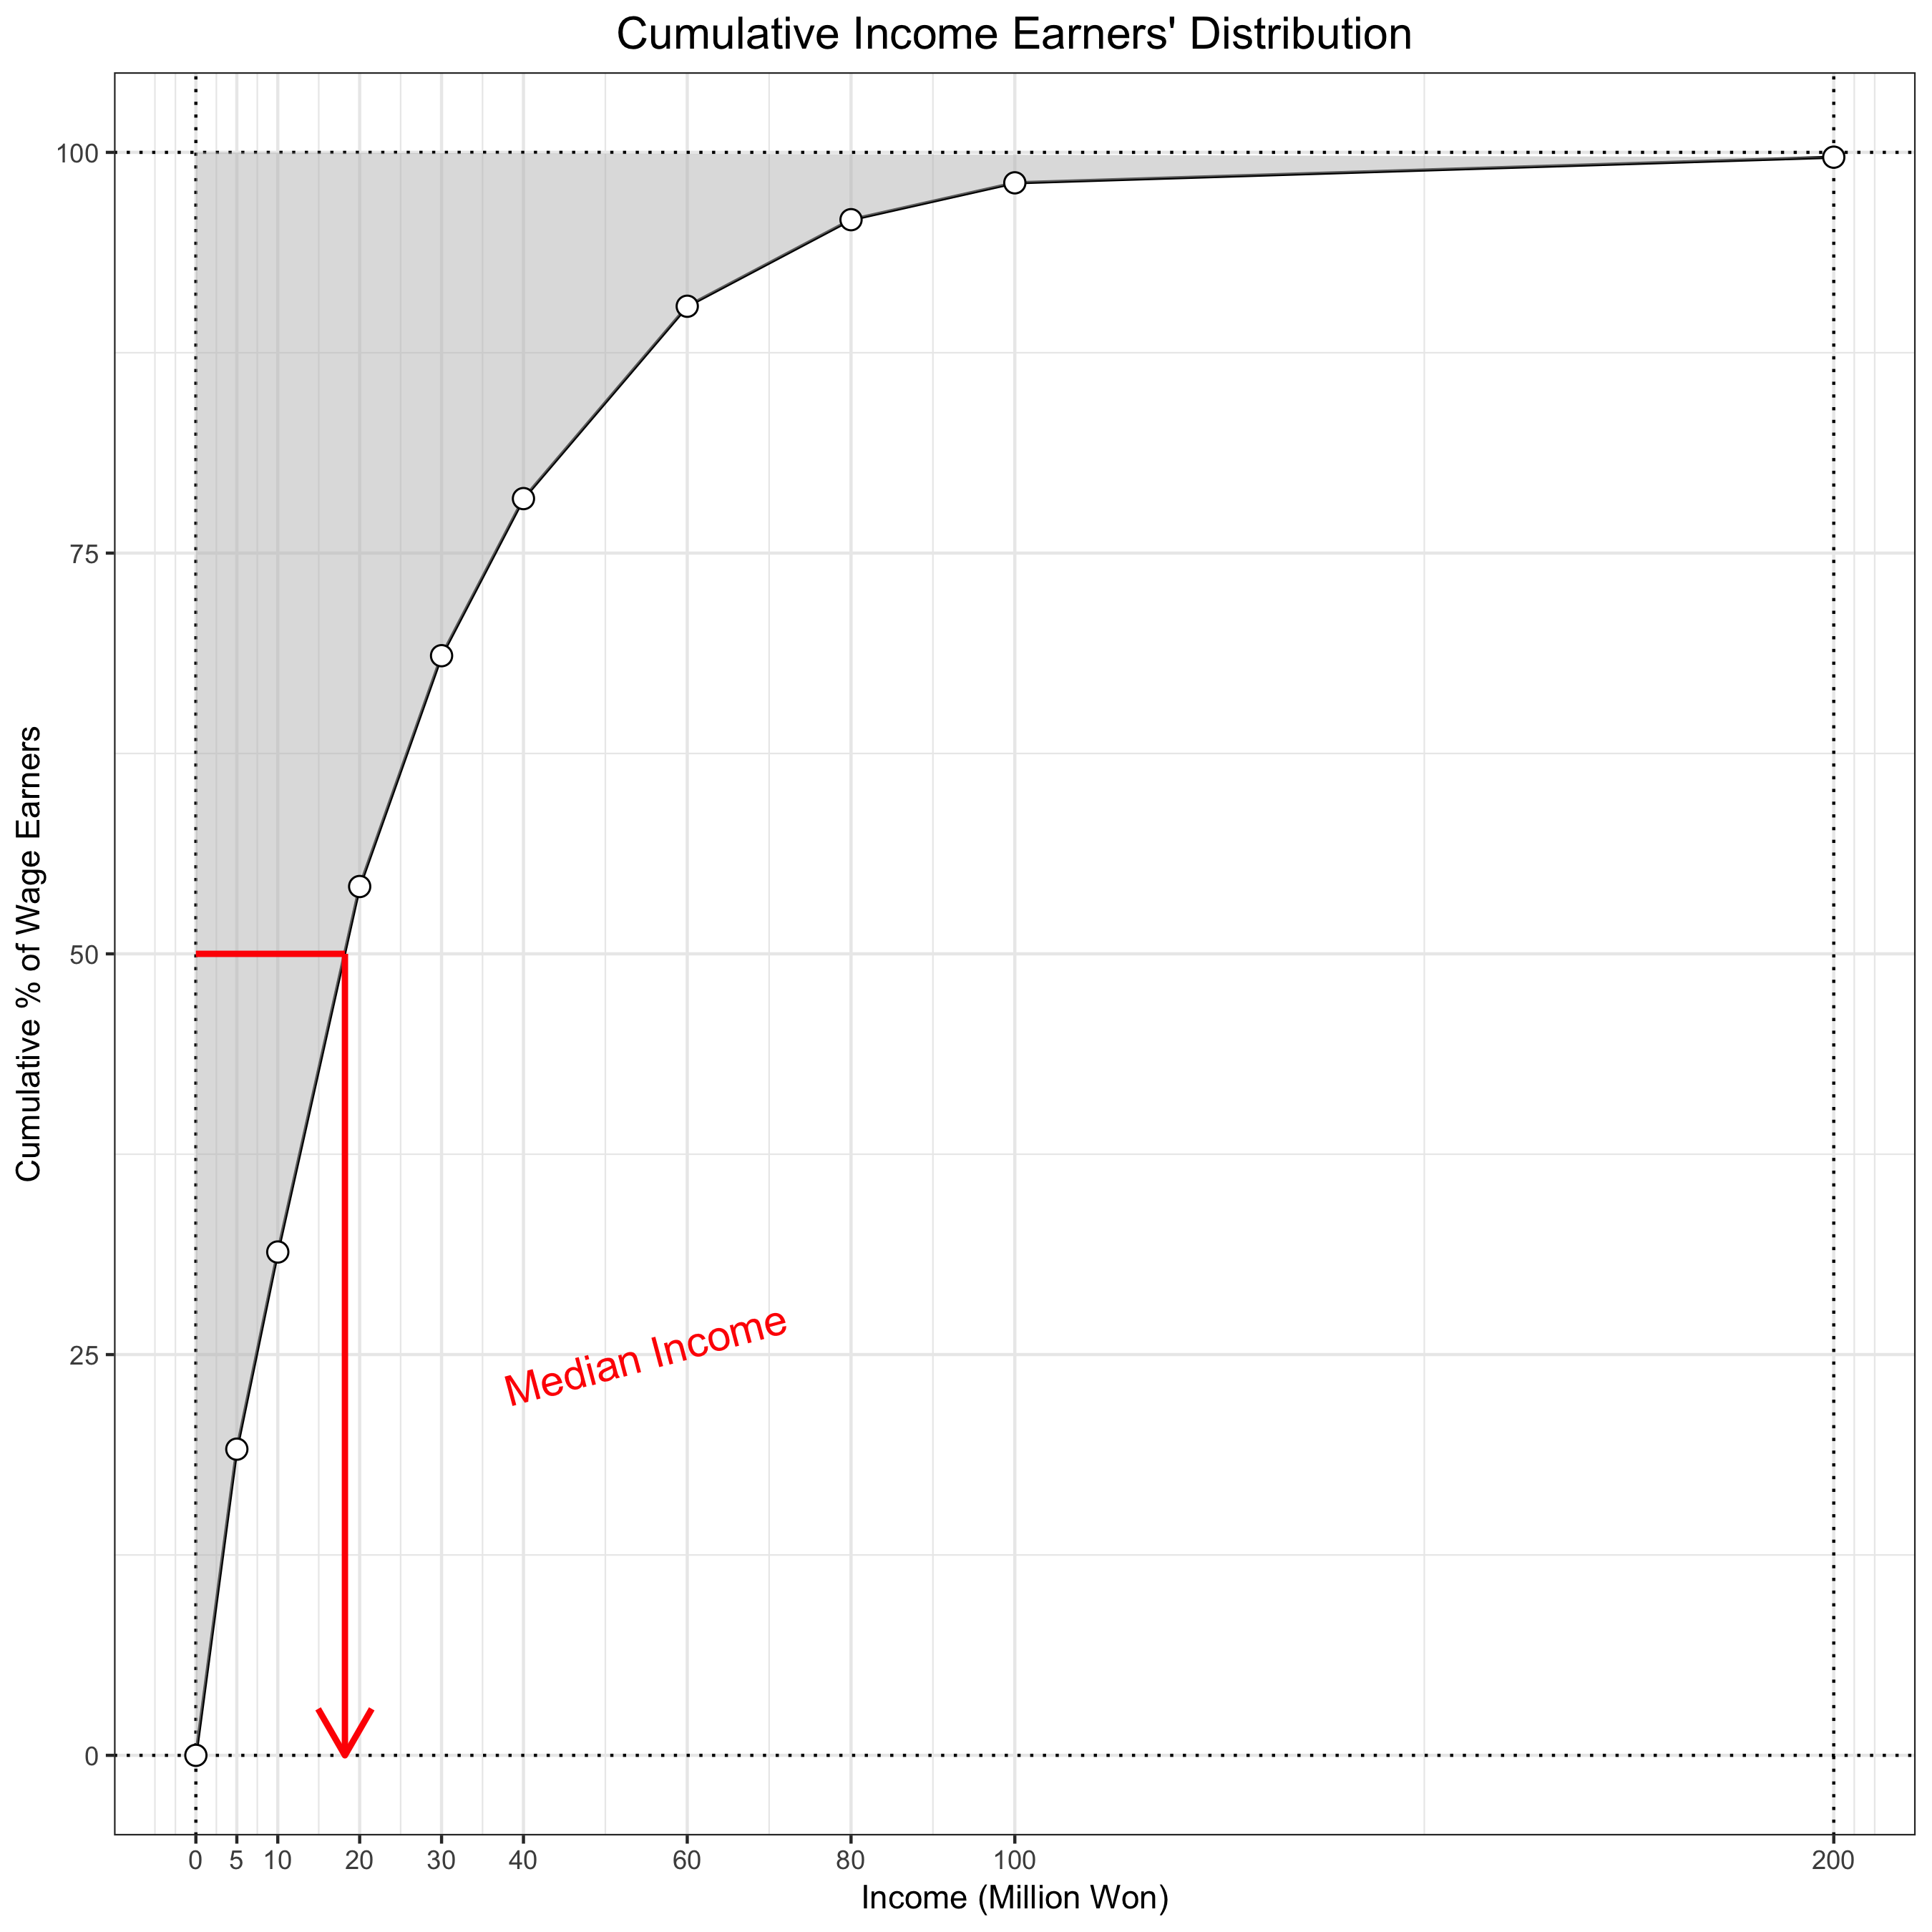 Cumulative Income Earners' Distribution
Cumulative % of Wage Earners
100
75
50
25
0
Median Income
0 5 10 20 30 40 60 80 100 200
Income (Million Won)